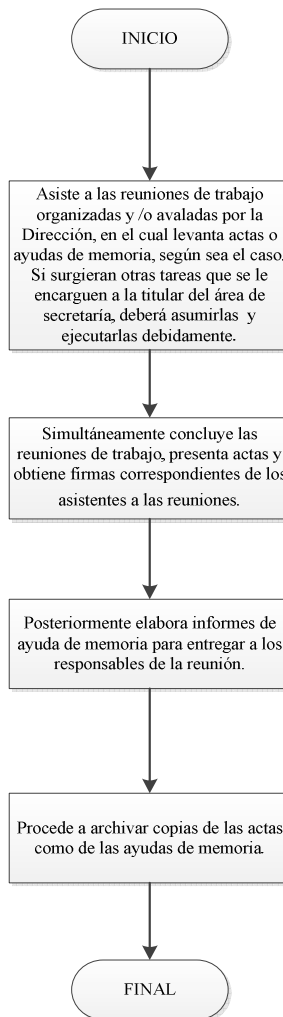 INICIO
Asiste a las reuniones de trabajo
organizadas y /o avaladas por la
Dirección, en el cual levanta actas o
ayudas de memoria, según sea el caso.
Si surgieran otras tareas que se le
encarguen a la titular del área de
secretaría, deberá asumirlas y
ejecutarlas debidamente.
Simultáneamente concluye las
reuniones de trabajo, presenta actas y
obtiene firmas correspondientes de los
asistentes a las reuniones.
Posteriormente elabora informes de
ayuda de memoria para entregar a los
responsables de la reunión.
Procede a archivar copias de las actas
como de las ayudas de memoria.
FINAL